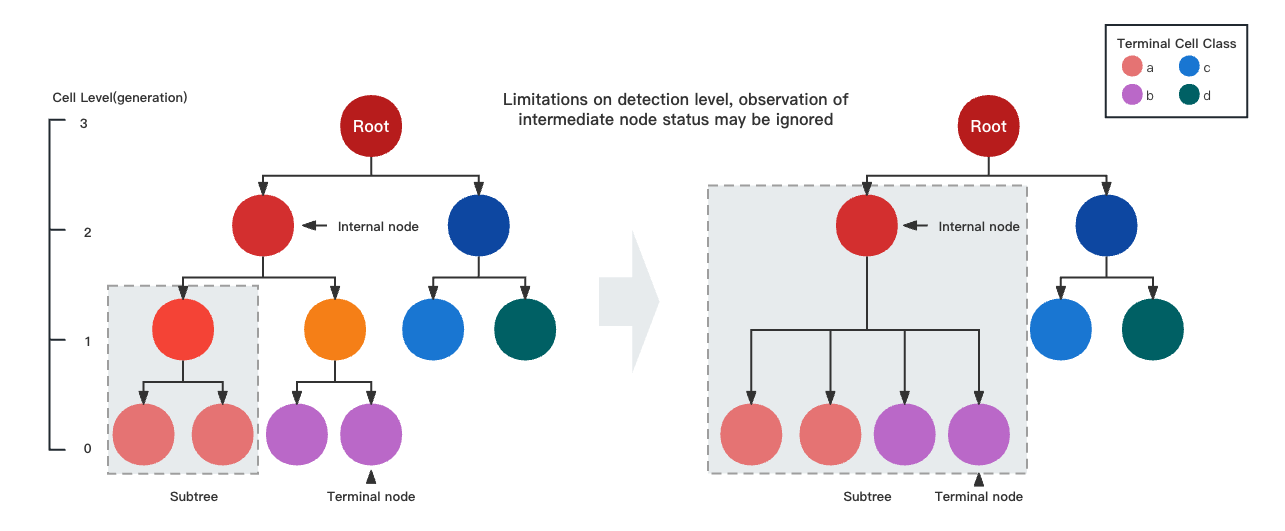 Terminal Cell Class
a
c
b
d
Cell Level(generation)
3
2
1
0
Root
Limitations on detection level, observation of
intermediate node status may be ignored
Root
Internal node
Internal node
Subtree
Terminal node
Subtree
Terminal node